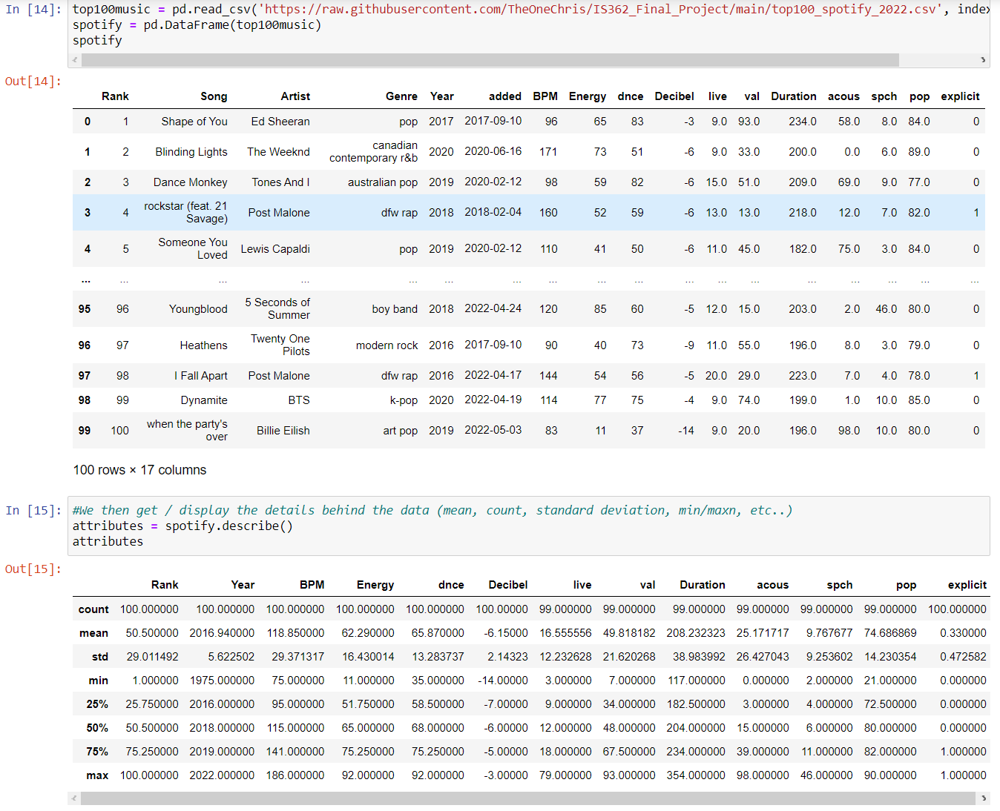 In [14]: top100music = pd.read_csv('https://raw.githubusercontent.com/TheOneChris/IS362_Final_Project/main/top100_spotify_2022.csv', index
spotify = pd.DataFrame(top100music)
spotify
Out[14]:
Rank Song Artist Genre Year added BPM Energy dnce Decibel live val Duration acous spch pop explicit
0 1 Shape of You Ed Sheeran pop 2017 2017-09-10 96 65 83 -3 9.0 93.0 234.0 58.0 8.0 84.0 0
1 2 Blinding Lights The Weeknd canadian contemporary r&b 2020 2020-06-16 171 73 51 -6 9.0 33.0 200.0 0.0 6.0 89.0 0
2 3 Dance Monkey Tones And I australian pop 2019 2020-02-12 98 59 82 -6 15.0 51.0 209.0 69.0 9.0 77.0 0
3 4 rockstar (feat. 21 Savage) Post Malone dfw rap 2018 2018-02-04 160 52 59 -6 13.0 13.0 218.0 12.0 7.0 82.0 1
4 5 Someone You Loved Lewis Capaldi pop 2019 2020-02-12 110 41 50 -6 11.0 45.0 182.0 75.0 3.0 84.0 0
... ... ... ... ... ... ... ... ... ... ... ... ... ... ... ... ... ...
95 96 Youngblood 5 Seconds of Summer boy band 2018 2022-04-24 120 85 60 -5 12.0 15.0 203.0 2.0 46.0 80.0 0
96 97 Heathens Twenty One Pilots modern rock 2016 2017-09-10 90 40 73 -9 11.0 55.0 196.0 8.0 3.0 79.0 0
97 98 I Fall Apart Post Malone dfw rap 2016 2022-04-17 144 54 56 -5 20.0 29.0 223.0 7.0 4.0 78.0 1
98 99 Dynamite BTS k-pop 2020 2022-04-19 114 77 75 -4 9.0 74.0 199.0 1.0 10.0 85.0 0
99 100 when the party's over Billie Eilish art pop 2019 2022-05-03 83 11 37 -14 9.0 20.0 196.0 98.0 10.0 80.0 0
100 rows × 17 columns
In [15]: #We then get / display the details behind the data (mean, count, standard deviation, min/maxn, etc..)
attributes = spotify.describe()
attributes
Out[15]:
Rank Year BPM Energy dnce Decibel live val Duration acous spch pop explicit
count 100.000000 100.000000 100.000000 100.000000 100.000000 100.00000 99.000000 99.000000 99.000000 99.000000 99.000000 99.000000 100.000000
mean 50.500000 2016.940000 118.850000 62.290000 65.870000 -6.15000 16.555556 49.818182 208.232323 25.171717 9.767677 74.686869 0.330000
std 29.011492 5.622502 29.371317 16.430014 13.283737 2.14323 12.232628 21.620268 38.983992 26.427043 9.253602 14.230354 0.472582
min 1.000000 1975.000000 75.000000 11.000000 35.000000 -14.00000 3.000000 7.000000 117.000000 0.000000 2.000000 21.000000 0.000000
25% 25.750000 2016.000000 95.000000 51.750000 58.500000 -7.00000 9.000000 34.000000 182.500000 3.000000 4.000000 72.500000 0.000000
50% 50.500000 2018.000000 115.000000 65.000000 68.000000 -6.00000 12.000000 48.000000 204.000000 15.000000 6.000000 80.000000 0.000000
75% 75.250000 2019.000000 141.000000 75.250000 75.250000 -5.00000 18.000000 67.500000 234.000000 39.000000 11.000000 82.000000 1.000000
max 100.000000 2022.000000 186.000000 92.000000 92.000000 -3.00000 79.000000 93.000000 354.000000 98.000000 46.000000 90.000000 1.000000